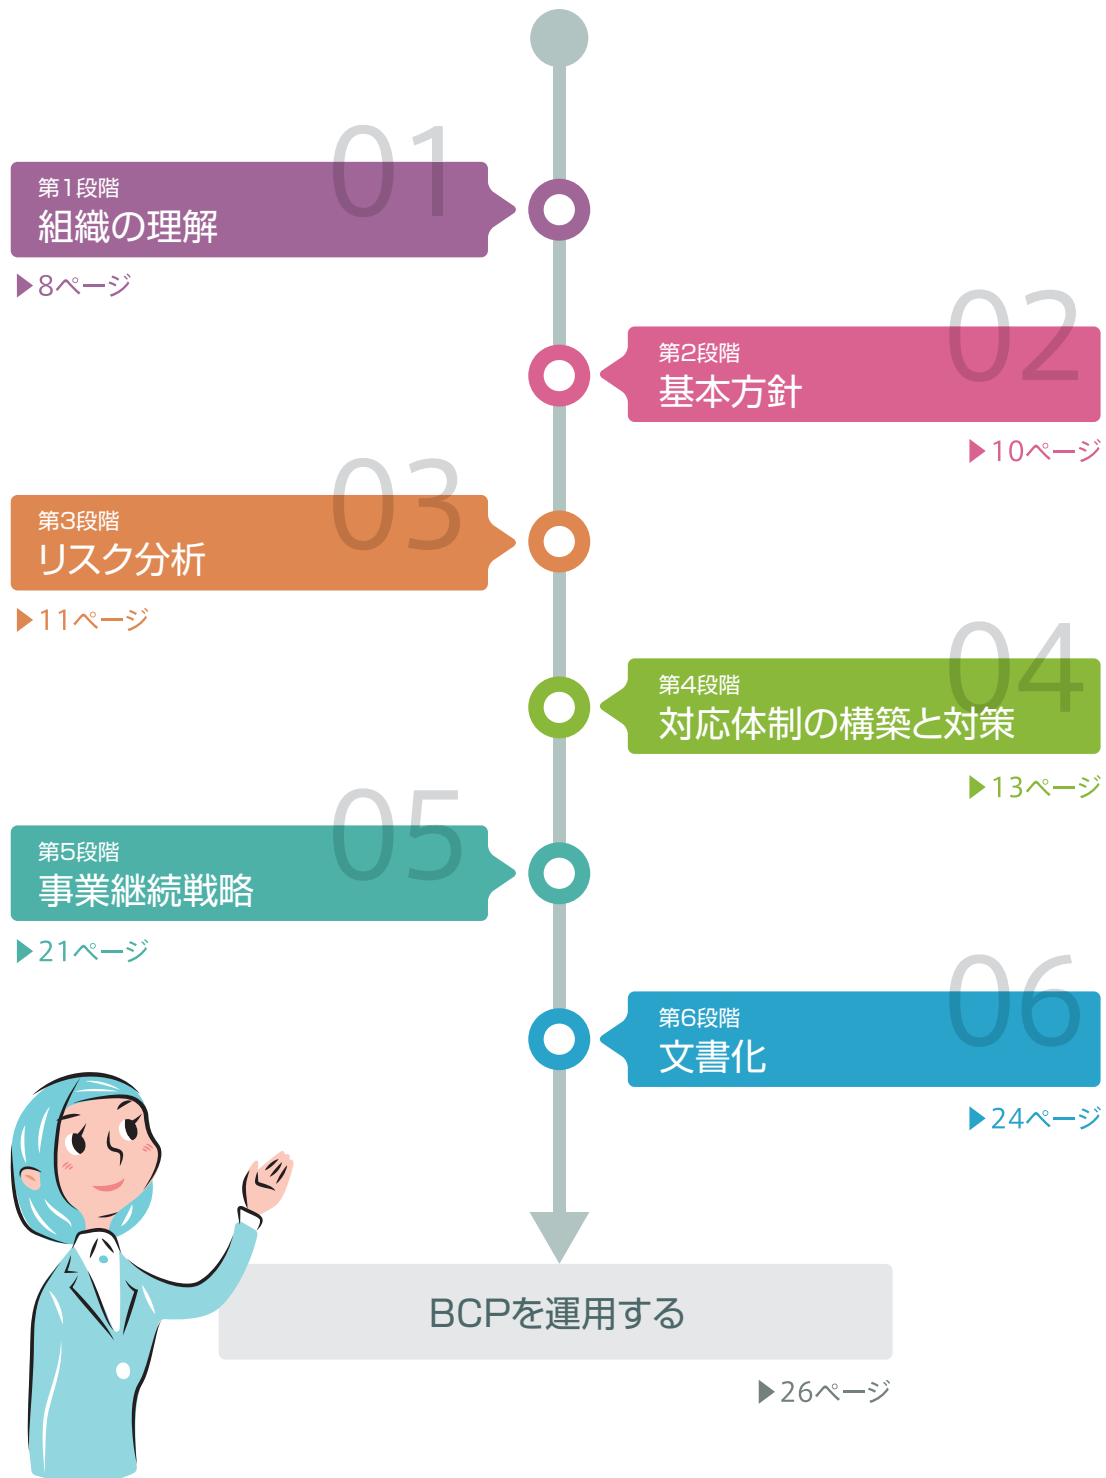 01
第1段階
組織の理解
▶8ページ
02
第2段階
基本方針
▶10ページ
03
第3段階
リスク分析
▶11ページ
04
第4段階
対応体制の構築と対策
▶13ページ
05
第5段階
事業継続戦略
▶21ページ
06
第6段階
文書化
▶24ページ
BCPを運用する
▶26ページ